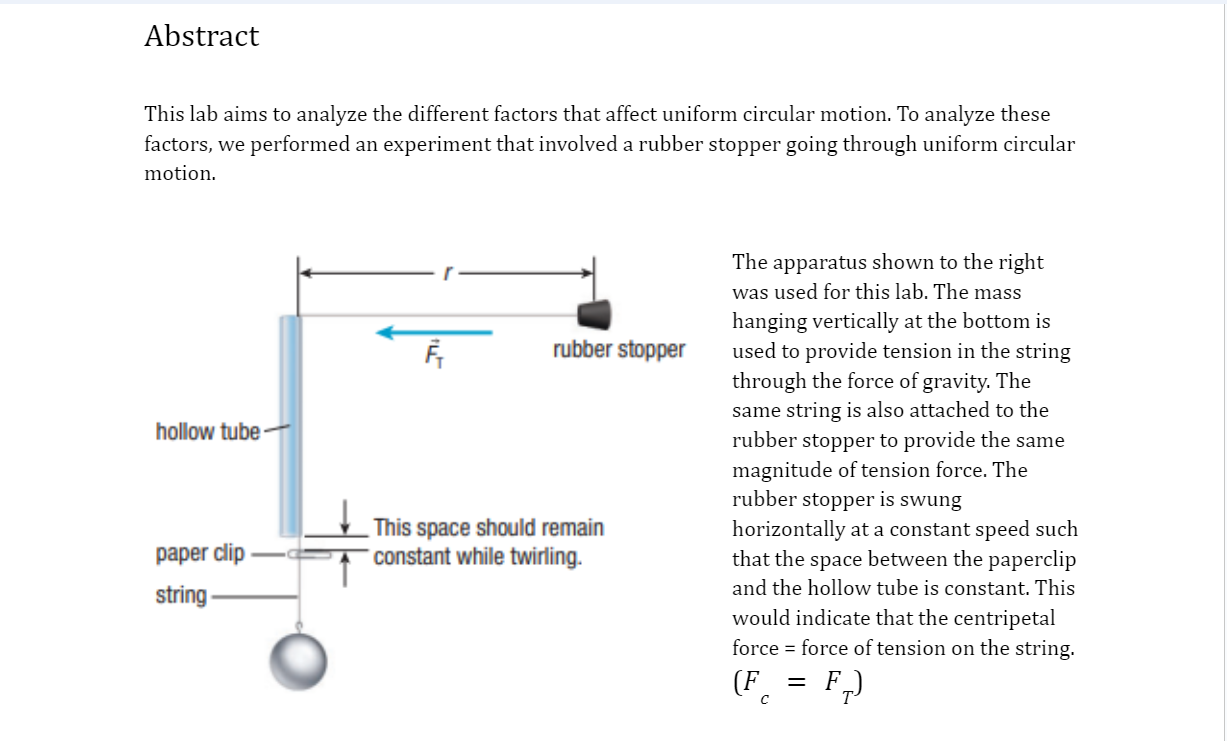 Abstract
This lab aims to analyze the different factors that affect uniform circular motion. To analyze these
factors, we performed an experiment that involved a rubber stopper going through uniform circular
motion.
r
F⃗T
rubber stopper
hollow tube
This space should remain
constant while twirling.
paper clip
string
The apparatus shown to the right
was used for this lab. The mass
hanging vertically at the bottom is
used to provide tension in the string
through the force of gravity. The
same string is also attached to the
rubber stopper to provide the same
magnitude of tension force. The
rubber stopper is swung
horizontally at a constant speed such
that the space between the paperclip
and the hollow tube is constant. This
would indicate that the centripetal
force = force of tension on the string.
(Fc = FT)